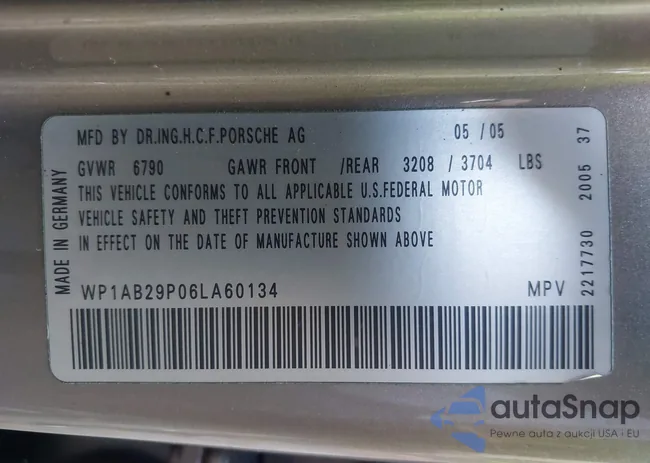 MFD BY DR.ING.H.C.F.PORSCHE AG 05/05
GVWR 6790 GAWR FRONT /REAR 3208 / 3704 LBS
THIS VEHICLE CONFORMS TO ALL APPLICABLE U.S.FEDERAL MOTOR
VEHICLE SAFETY AND THEFT PREVENTION STANDARDS
IN EFFECT ON THE DATE OF MANUFACTURE SHOWN ABOVE
WP1AB29P06LA60134 MPV
MADE IN GERMANY
2217730 2005 37
autaSnap
Pewne auta z aukcji USA i EU